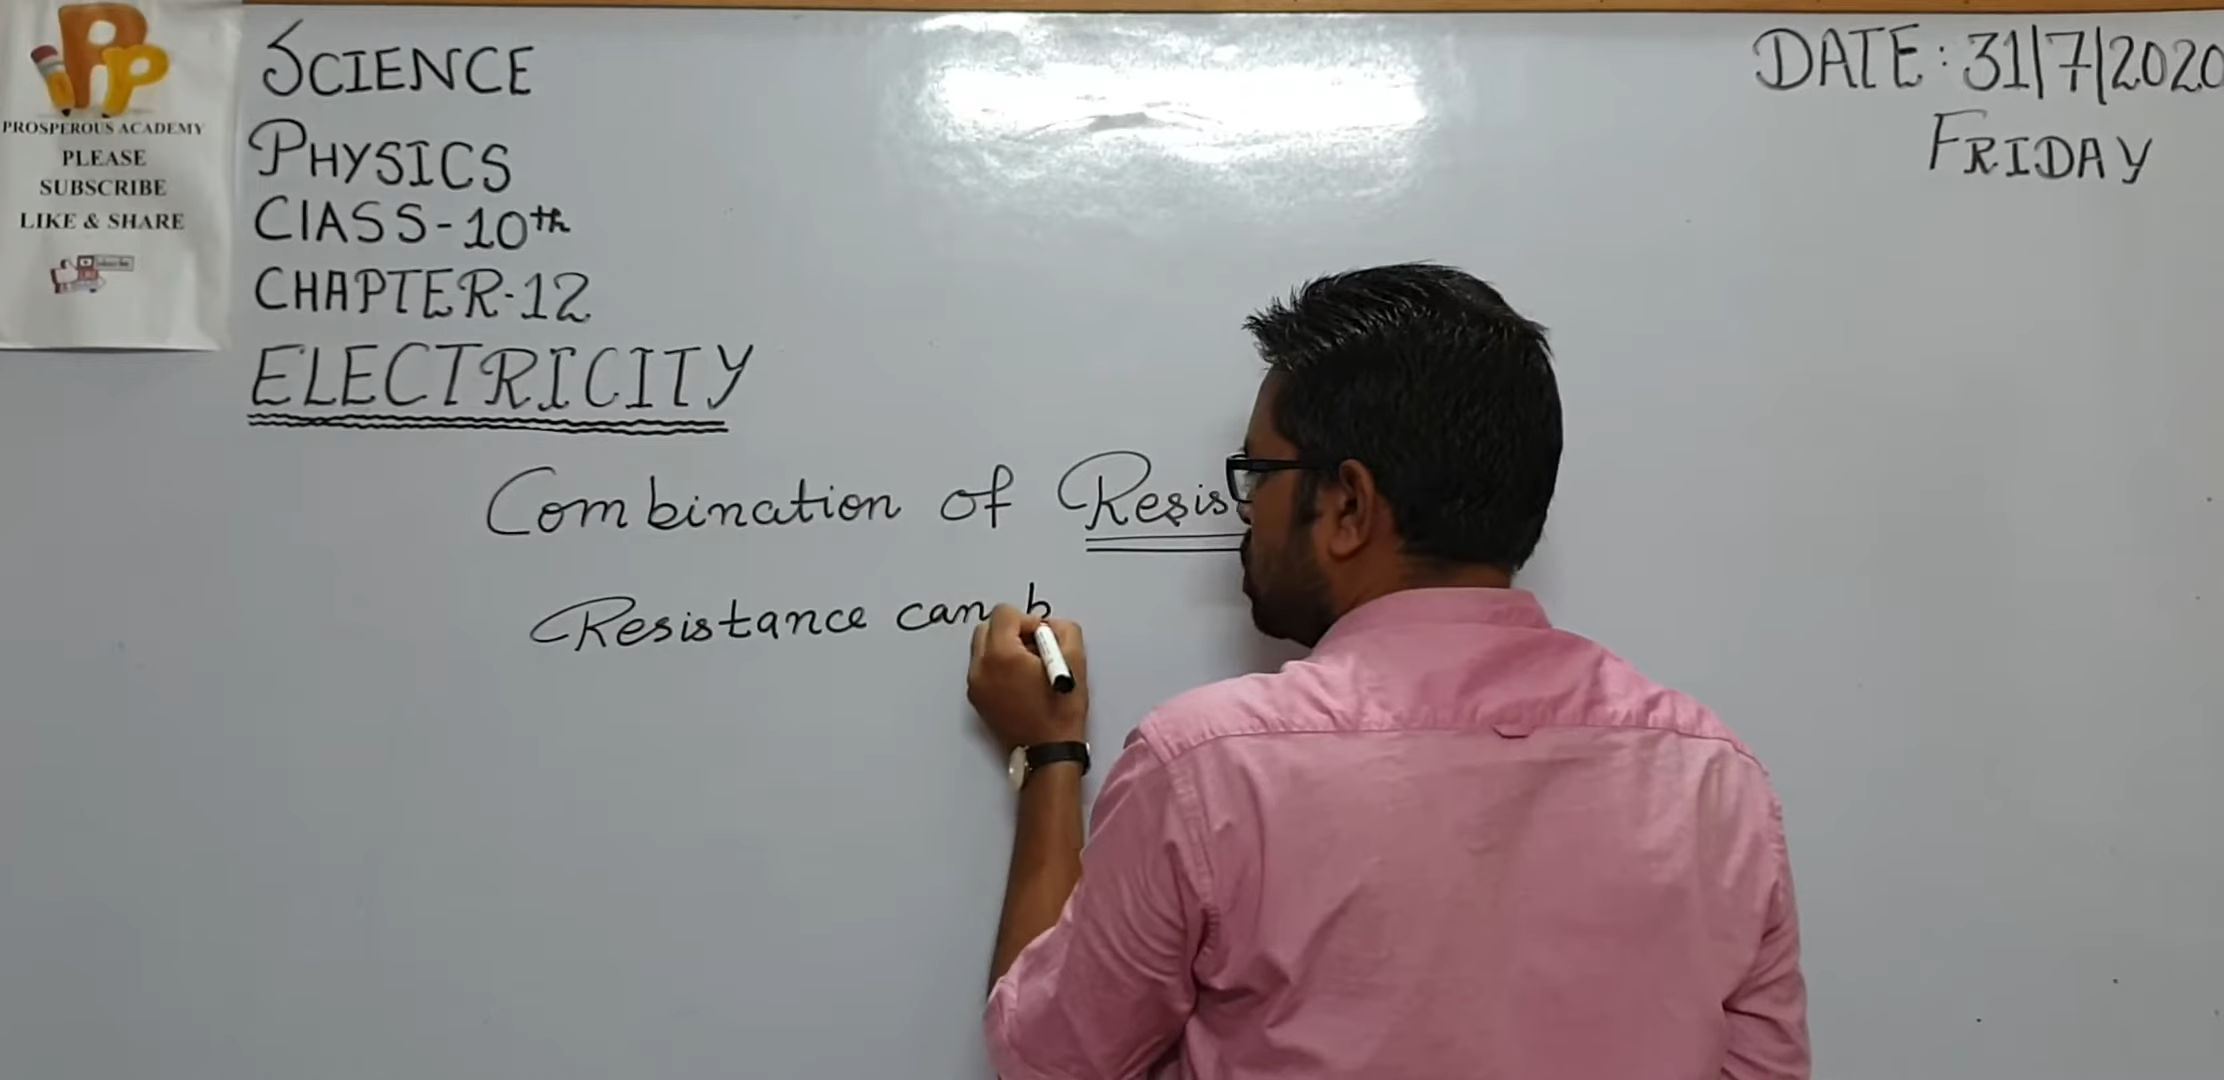 PROSPEROUS ACADEMY
PLEASE
SUBSCRIBE
LIKE & SHARE
SCIENCE
PHYSICS
ClASS-10th
CHAPTER-12
ELECTRICITY
DATE: 31/7/2020
FRIDAY
Combination of Resis
Resistance can b